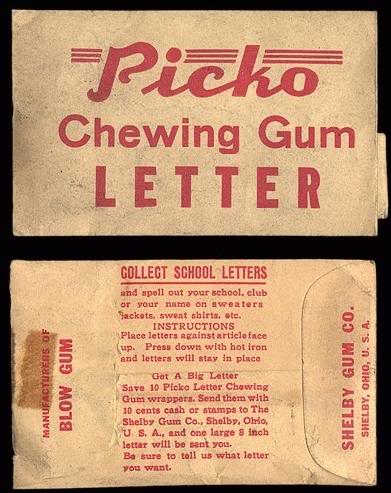 Picko
Chewing Gum
LETTER
COLLECT SCHOOL LETTERS
and spell out your school, club
or your name on sweaters
jackets, sweat shirts, etc.
INSTRUCTIONS
Place letters against article face
up. Press down with hot iron
and letters will stay in place
Get A Big Letter
Save 10 Picko Letter Chewing
Gum wrappers. Send them with
10 cents cash or stamps to The
Shelby Gum Co., Shelby, Ohio,
U. S. A., and one large 8 inch
letter will be sent you.
Be sure to tell us what letter
you want.
MANUFACTURERS OF
BLOW GUM
SHELBY GUM CO.
SHELBY, OHIO, U. S. A.